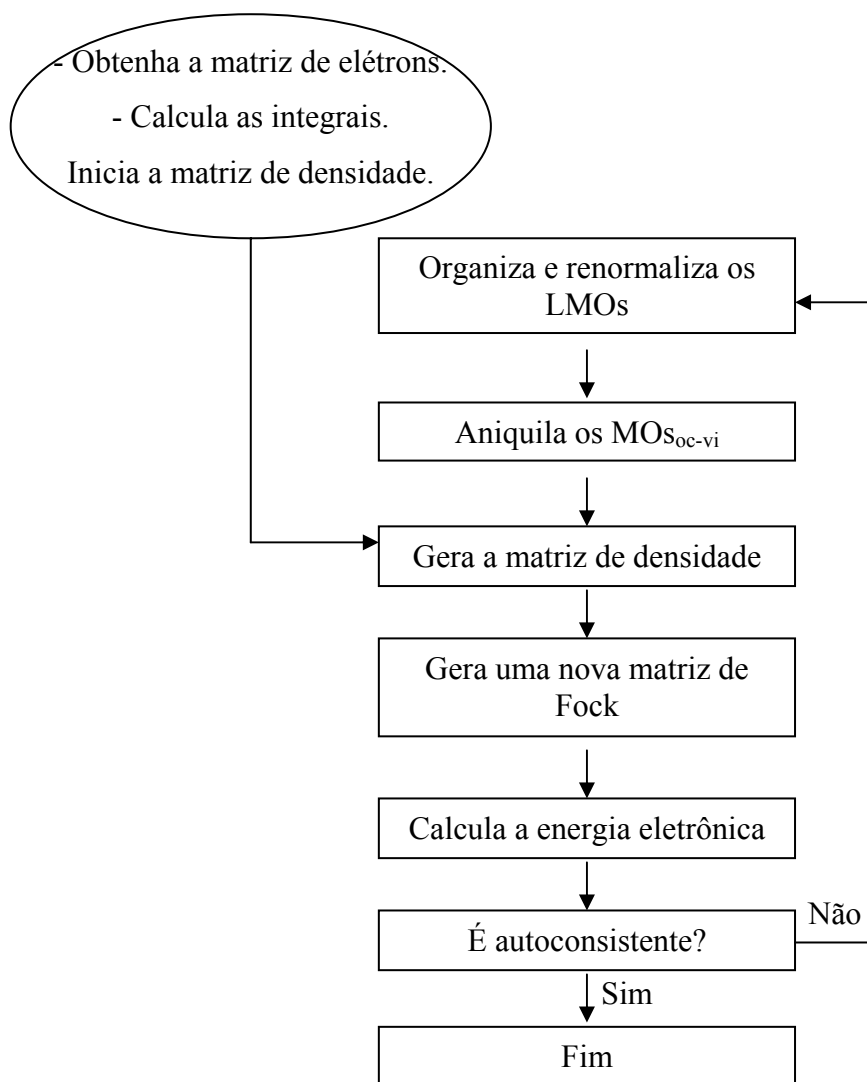 - Obtenha a matriz de elétrons.
- Calcula as integrais.
Inicia a matriz de densidade.
Organiza e renormaliza os
LMOs
Aniquila os MOsoc-vi
Gera a matriz de densidade
Gera uma nova matriz de
Fock
Calcula a energia eletrônica
É autoconsistente?
Não
Sim
Fim